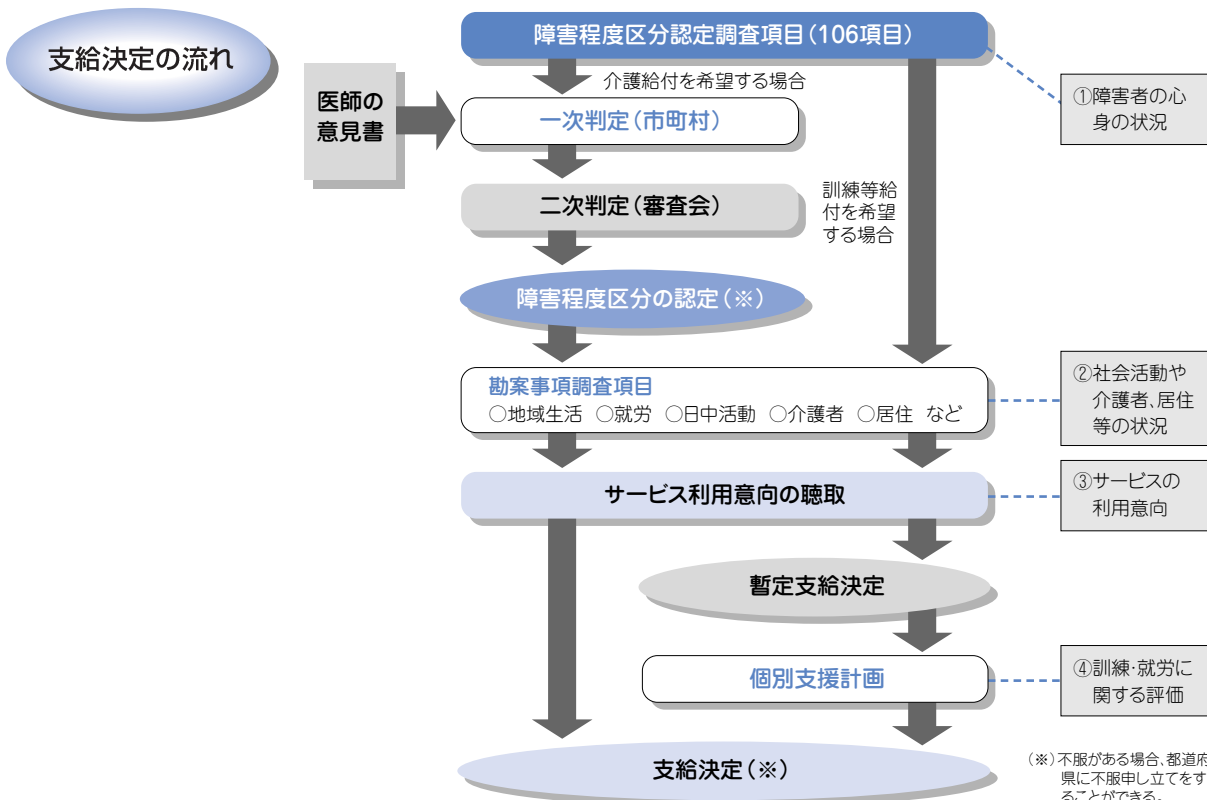 支給決定の流れ
障害程度区分認定調査項目（106項目）
介護給付を希望する場合
医師の
意見書
一次判定（市町村）
①障害者の心
身の状況
二次判定（審査会）
訓練等給
付を希望
する場合
障害程度区分の認定（※）
勘案事項調査項目
○地域生活 ○就労 ○日中活動 ○介護者 ○居住 など
②社会活動や
介護者、居住
等の状況
サービス利用意向の聴取
③サービスの
利用意向
暫定支給決定
個別支援計画
④訓練・就労に
関する評価
支給決定（※）
（※）不服がある場合、都道府
県に不服申し立てをす
ることができる。